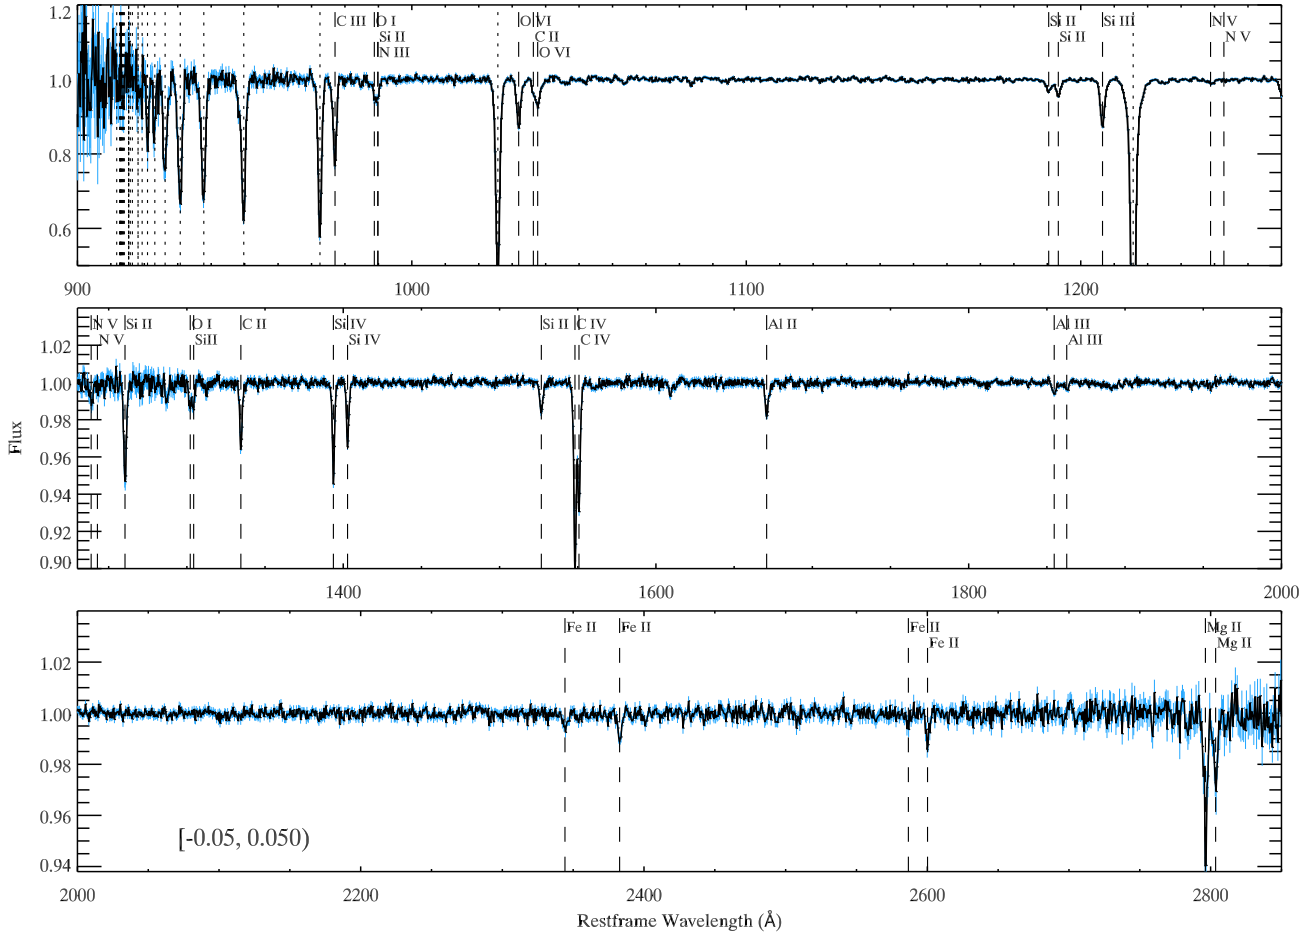 C III O I O VI Si II Si III N V
Si II C II Si II N V
N III O VI
1.2
1.0
0.8
0.6
900 1000 1100 1200
N V Si II O I C II Si IV Si II C IV Al II Al III
N V SiII Si IV C IV Al III
1.02
1.00
0.98
0.96
0.94
0.92
0.90
Flux
1400 1600 1800 2000
Fe II Fe II Fe II Mg II
Fe II Mg II
1.02
1.00
0.98
0.96
0.94
[-0.05, 0.050)
2000 2200 2400 2600 2800
Restframe Wavelength (Å)